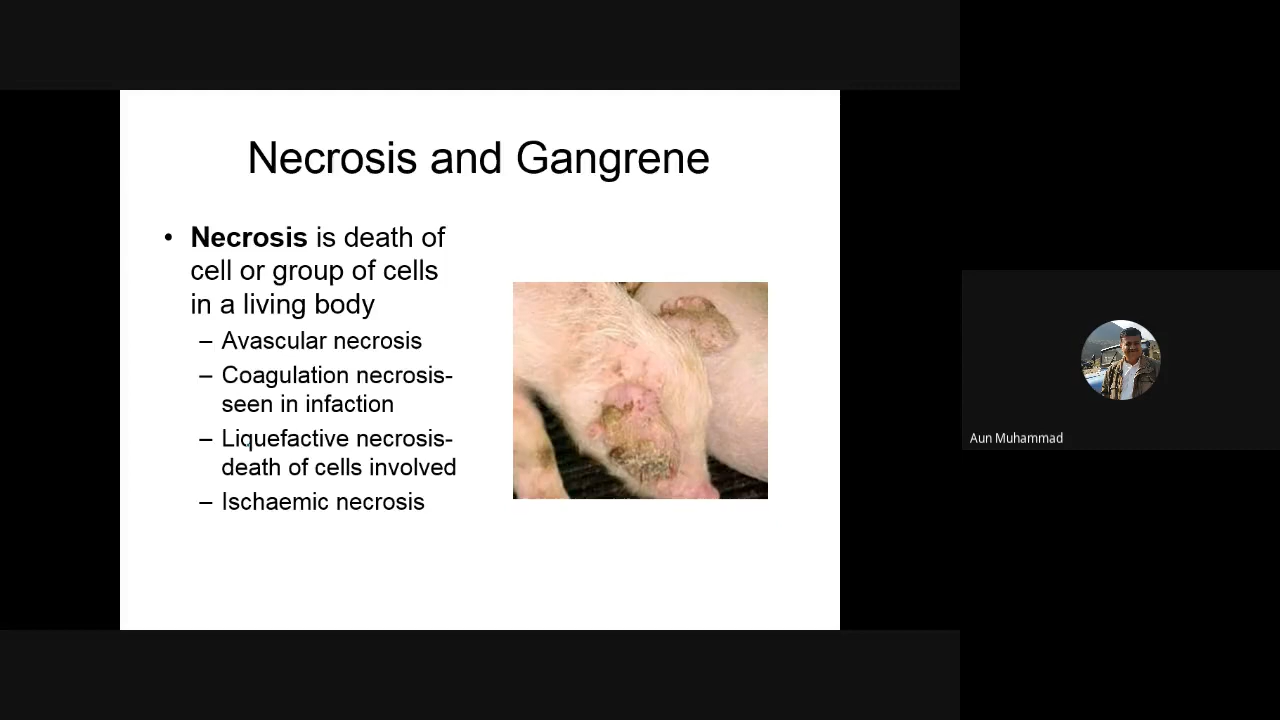 Necrosis and Gangrene
• Necrosis is death of
cell or group of cells
in a living body
– Avascular necrosis
– Coagulation necrosis-
seen in infaction
– Liquefactive necrosis-
death of cells involved
– Ischaemic necrosis
Aun Muhammad